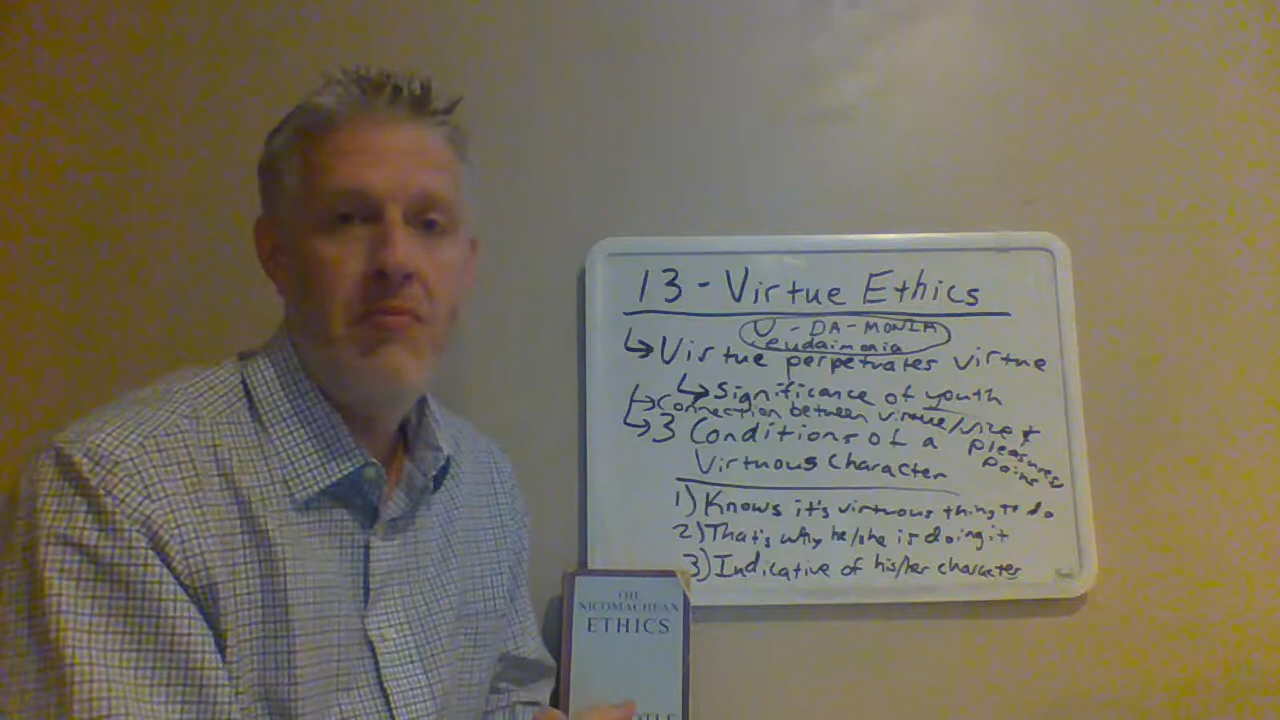 13 - Virtue Ethics
U - DA - MONIA
eudaimonia
↳ Virtue perpetrates virtue
↳ Significance of youth
↳ Connection between virtue/vice + pleasures/pains
↳ 3 Conditions of a
Virtuous Character
1) Knows it's virtuous thing to do
2) That's why he/she is doing it
3) Indicative of his/her character
THE
NICOMACHEAN
ETHICS